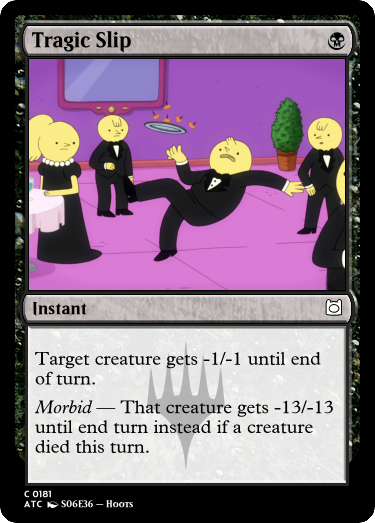 Tragic Slip
Instant
Target creature gets -1/-1 until end
of turn.
Morbid — That creature gets -13/-13
until end turn instead if a creature
died this turn.
C 0181
ATC S06E36 — Hoots